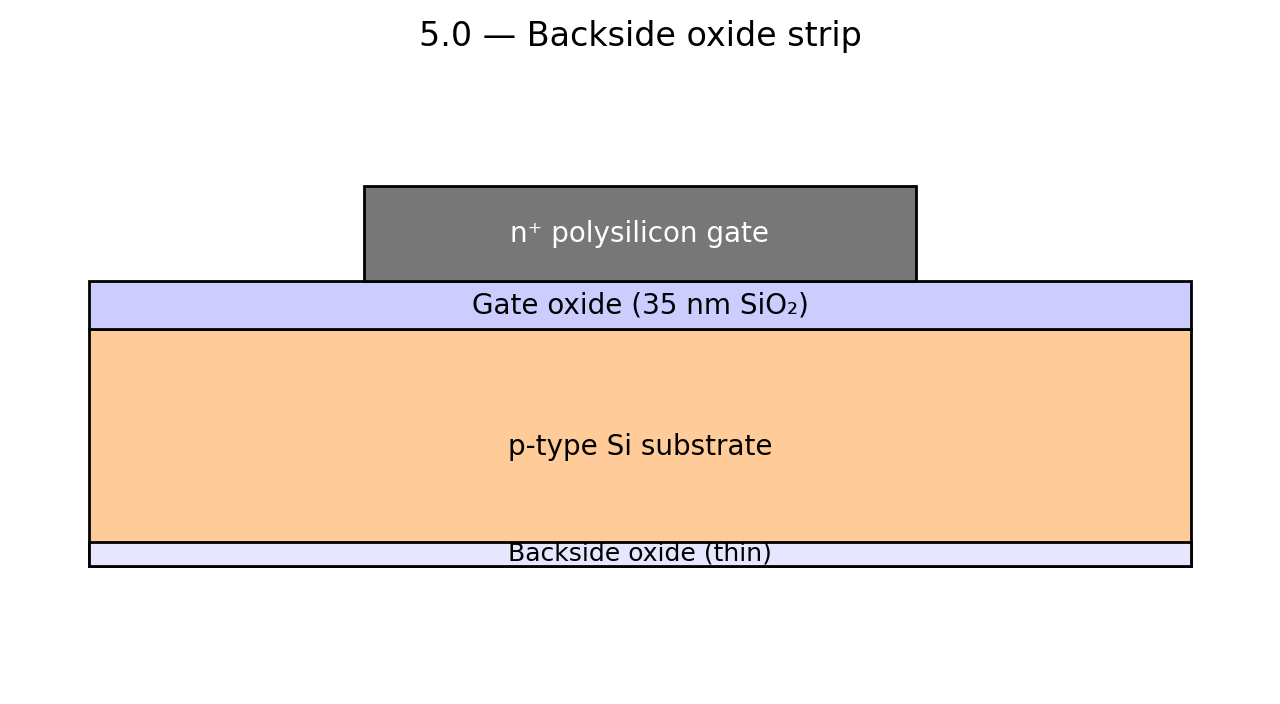 5.0 — Backside oxide strip
n⁺ polysilicon gate
Gate oxide (35 nm SiO₂)
p-type Si substrate
Backside oxide (thin)